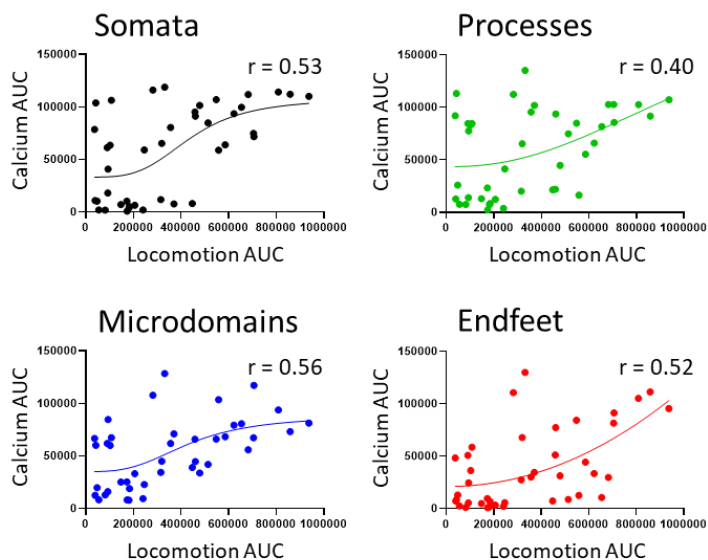 Somata
r = 0.53
150000
100000
50000
0
0 200000 400000 600000 800000 1000000
Calcium AUC
Locomotion AUC
Processes
r = 0.40
150000
100000
50000
0
0 200000 400000 600000 800000 1000000
Calcium AUC
Locomotion AUC
Microdomains
r = 0.56
150000
100000
50000
0
0 200000 400000 600000 800000 1000000
Calcium AUC
Locomotion AUC
Endfeet
r = 0.52
150000
100000
50000
0
0 200000 400000 600000 800000 1000000
Calcium AUC
Locomotion AUC